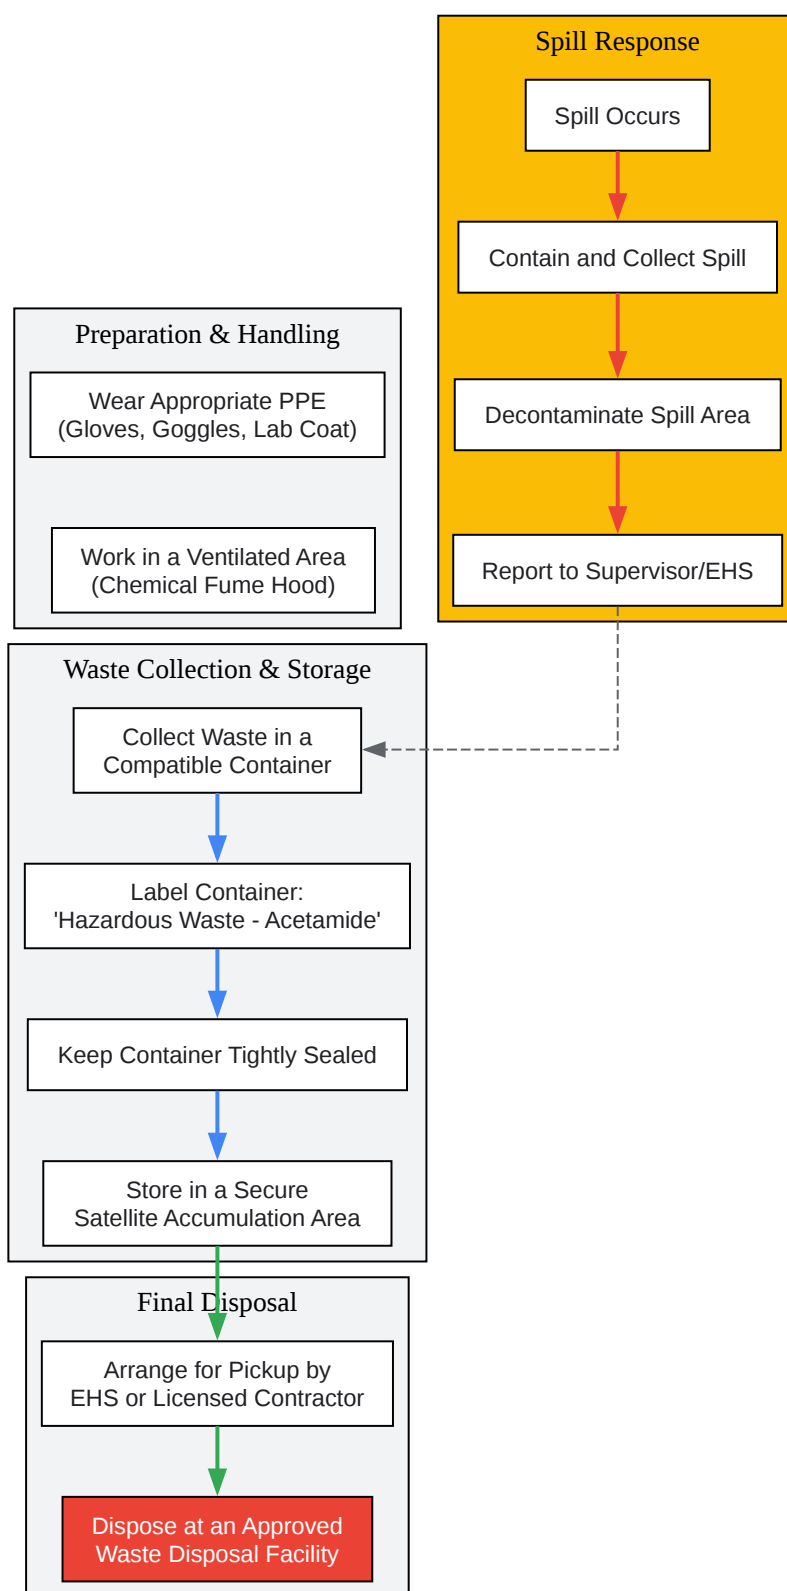 Spill Response
Spill Occurs
Contain and Collect Spill
Decontaminate Spill Area
Report to Supervisor/EHS
Preparation & Handling
Wear Appropriate PPE
(Gloves, Goggles, Lab Coat)
Work in a Ventilated Area
(Chemical Fume Hood)
Waste Collection & Storage
Collect Waste in a
Compatible Container
Label Container:
'Hazardous Waste - Acetamide'
Keep Container Tightly Sealed
Store in a Secure
Satellite Accumulation Area
Final Disposal
Arrange for Pickup by
EHS or Licensed Contractor
Dispose at an Approved
Waste Disposal Facility